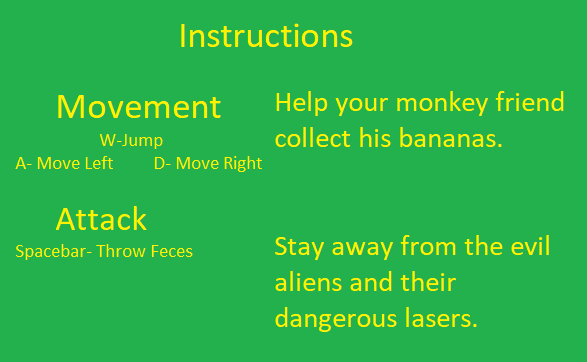 Instructions
Movement
W-Jump
A- Move Left D- Move Right
Attack
Spacebar- Throw Feces
Help your monkey friend
collect his bananas.
Stay away from the evil
aliens and their
dangerous lasers.